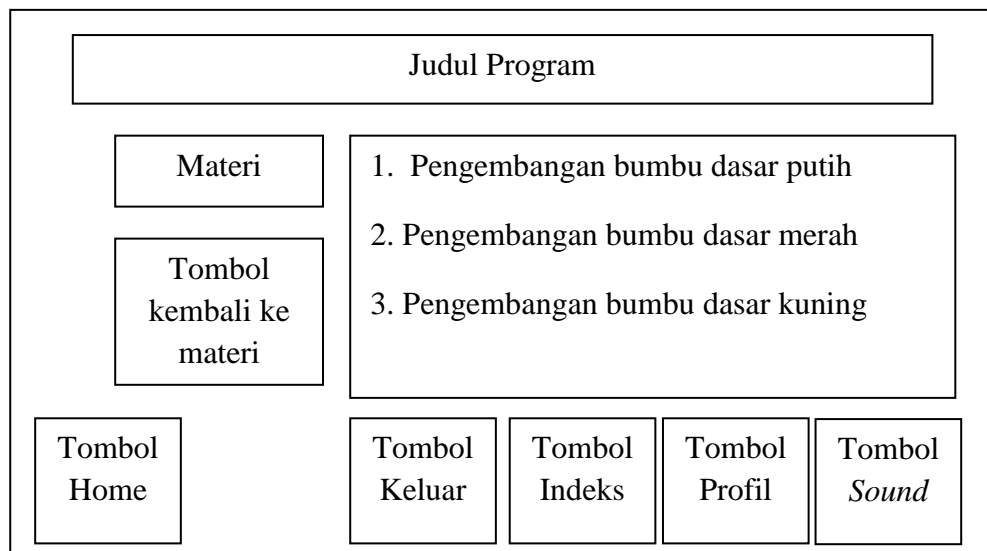 Judul Program
Materi
1. Pengembangan bumbu dasar putih
2. Pengembangan bumbu dasar merah
3. Pengembangan bumbu dasar kuning
Tombol
kembali ke
materi
Tombol
Home
Tombol
Keluar
Tombol
Indeks
Tombol
Profil
Tombol
Sound